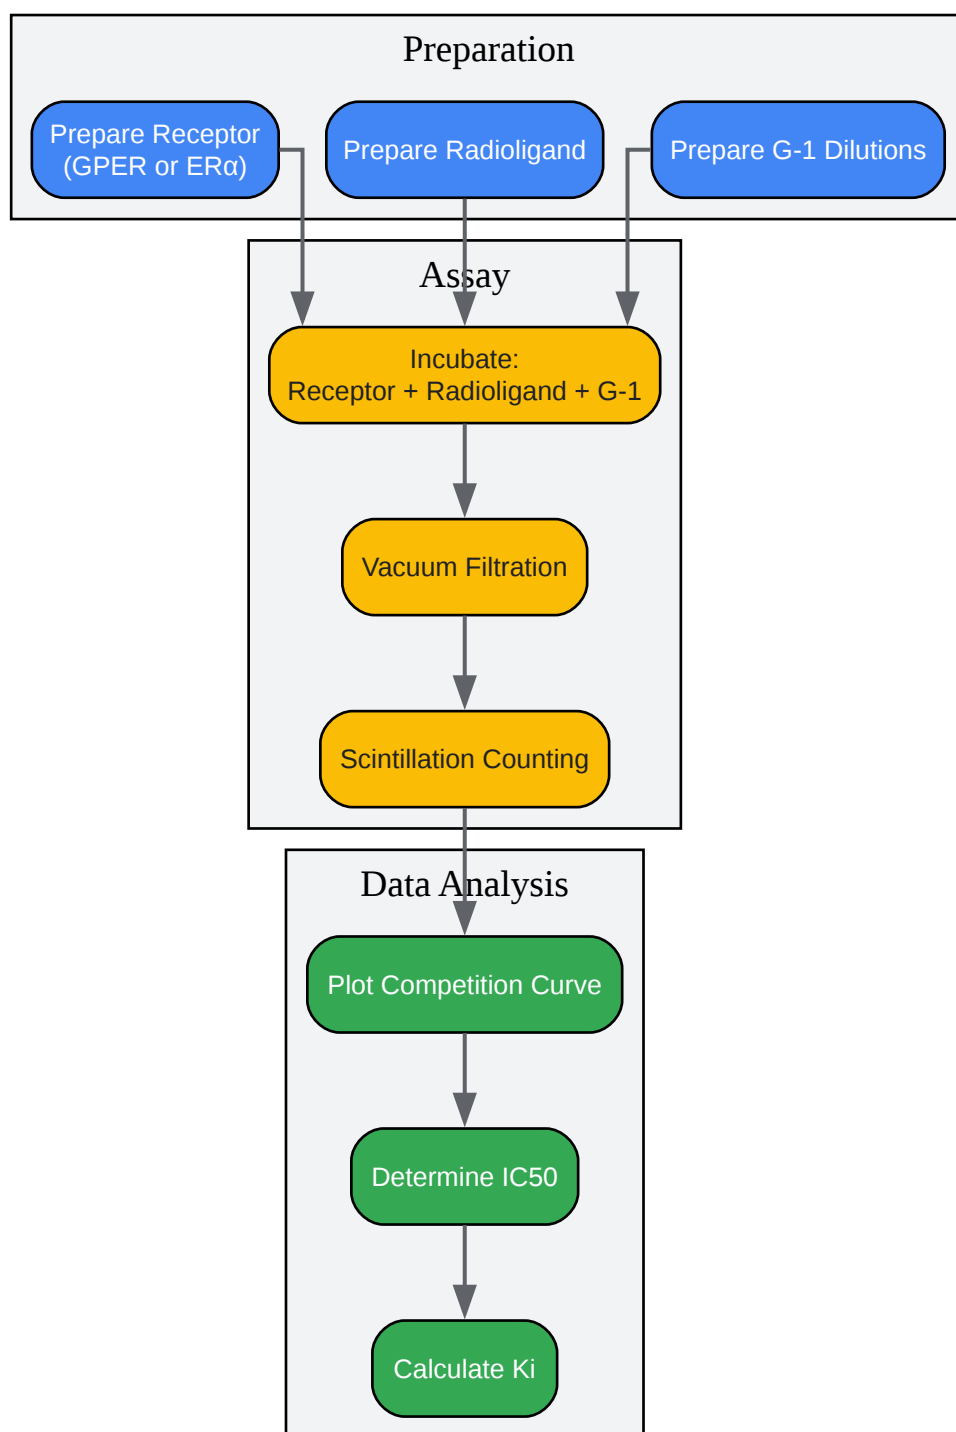 Preparation
Prepare Receptor
(GPER or ERα)
Prepare Radioligand
Prepare G-1 Dilutions
Assay
Incubate:
Receptor + Radioligand + G-1
Vacuum Filtration
Scintillation Counting
Data Analysis
Plot Competition Curve
Determine IC50
Calculate Ki